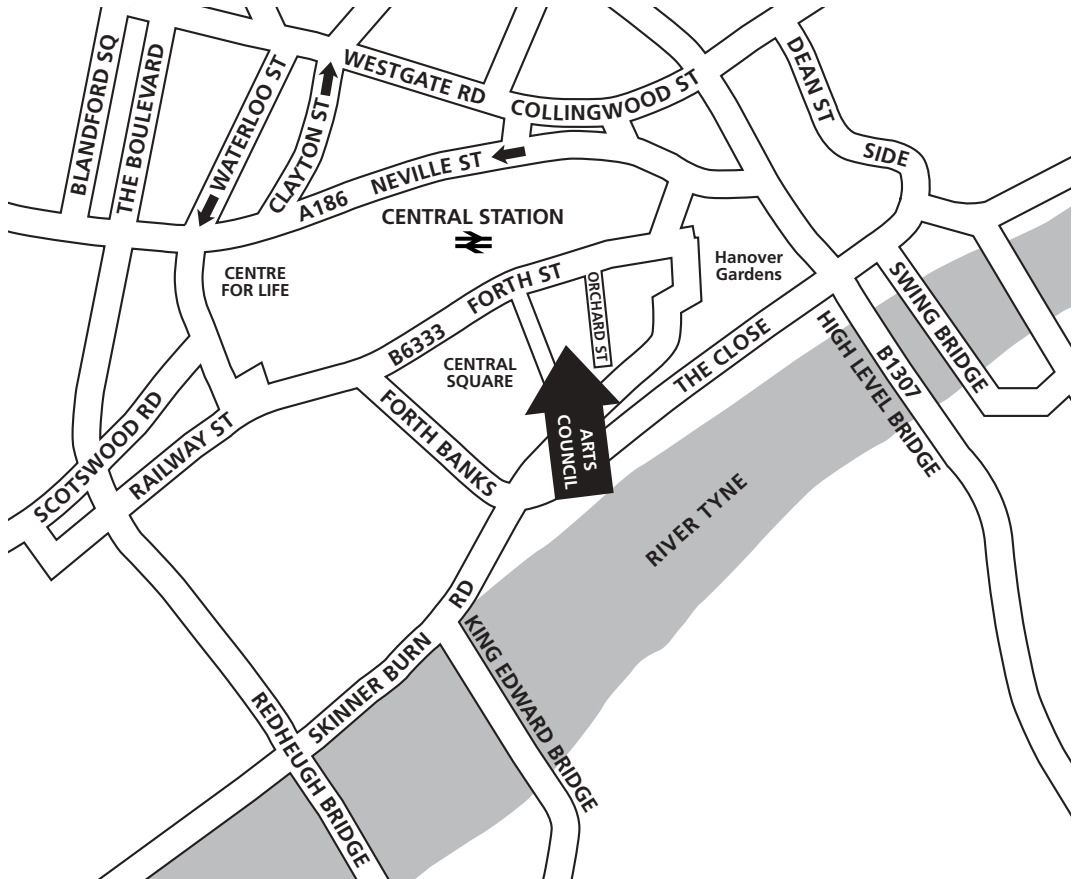 BLANDFORD SQ
THE BOULEVARD
WATERLOO ST
CLAYTON ST
WESTGATE RD
COLLINGWOOD ST
DEAN ST
SIDE
A186 NEVILLE ST
CENTRAL STATION
CENTRE
FOR LIFE
Hanover
Gardens
B6333 FORTH ST
ORCHARD ST
CENTRAL
SQUARE
THE CLOSE
SWING BRIDGE
HIGH LEVEL BRIDGE
B1307
SCOTSWOOD RD
RAILWAY ST
FORTH BANKS
ARTS
COUNCIL
RIVER TYNE
SKINNER BURN RD
KING EDWARD BRIDGE
REDHEUGH BRIDGE